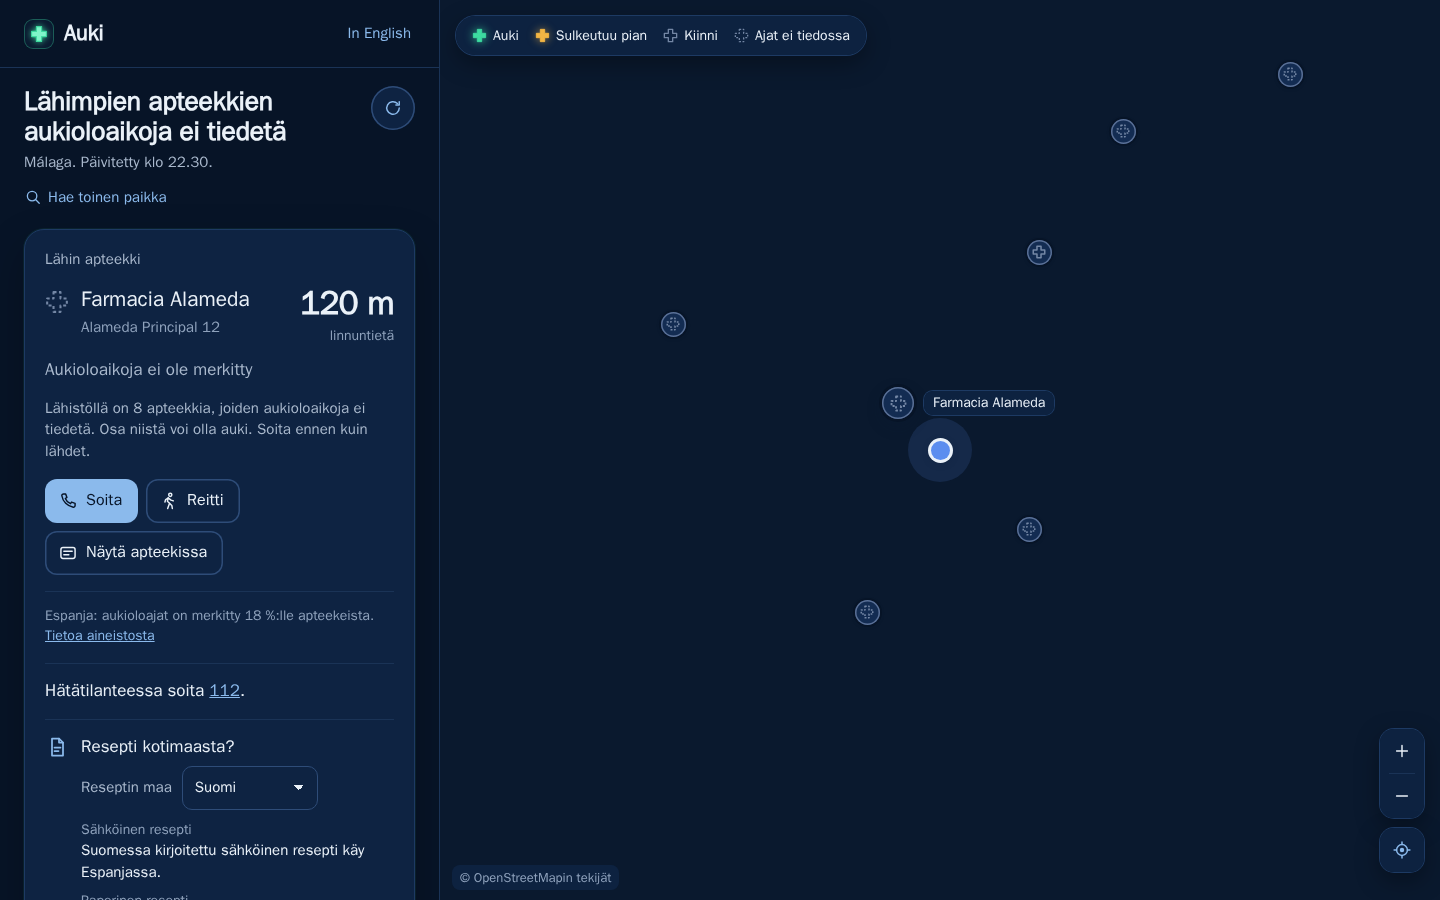 Auki
In English
Lähimpien apteekkien
aukioloaikoja ei tiedetä
Málaga. Päivitetty klo 22.30.
Hae toinen paikka
Lähin apteekki
Farmacia Alameda
Alameda Principal 12
120 m
linnuntietä
Aukioloaikoja ei ole merkitty
Lähistöllä on 8 apteekkia, joiden aukioloaikoja ei
tiedetä. Osa niistä voi olla auki. Soita ennen kuin
lähdet.
Soita
Reitti
Näytä apteekissa
Espanja: aukioloajat on merkitty 18 %:lle apteekeista.
Tietoa aineistosta
Hätätilanteessa soita 112.
Resepti kotimaasta?
Reseptin maa
Suomi
Sähköinen resepti
Suomessa kirjoitettu sähköinen resepti käy
Espanjassa.
Paperinen resepti
Auki
Sulkeutuu pian
Kiinni
Ajat ei tiedossa
Farmacia Alameda
© OpenStreetMapin tekijät